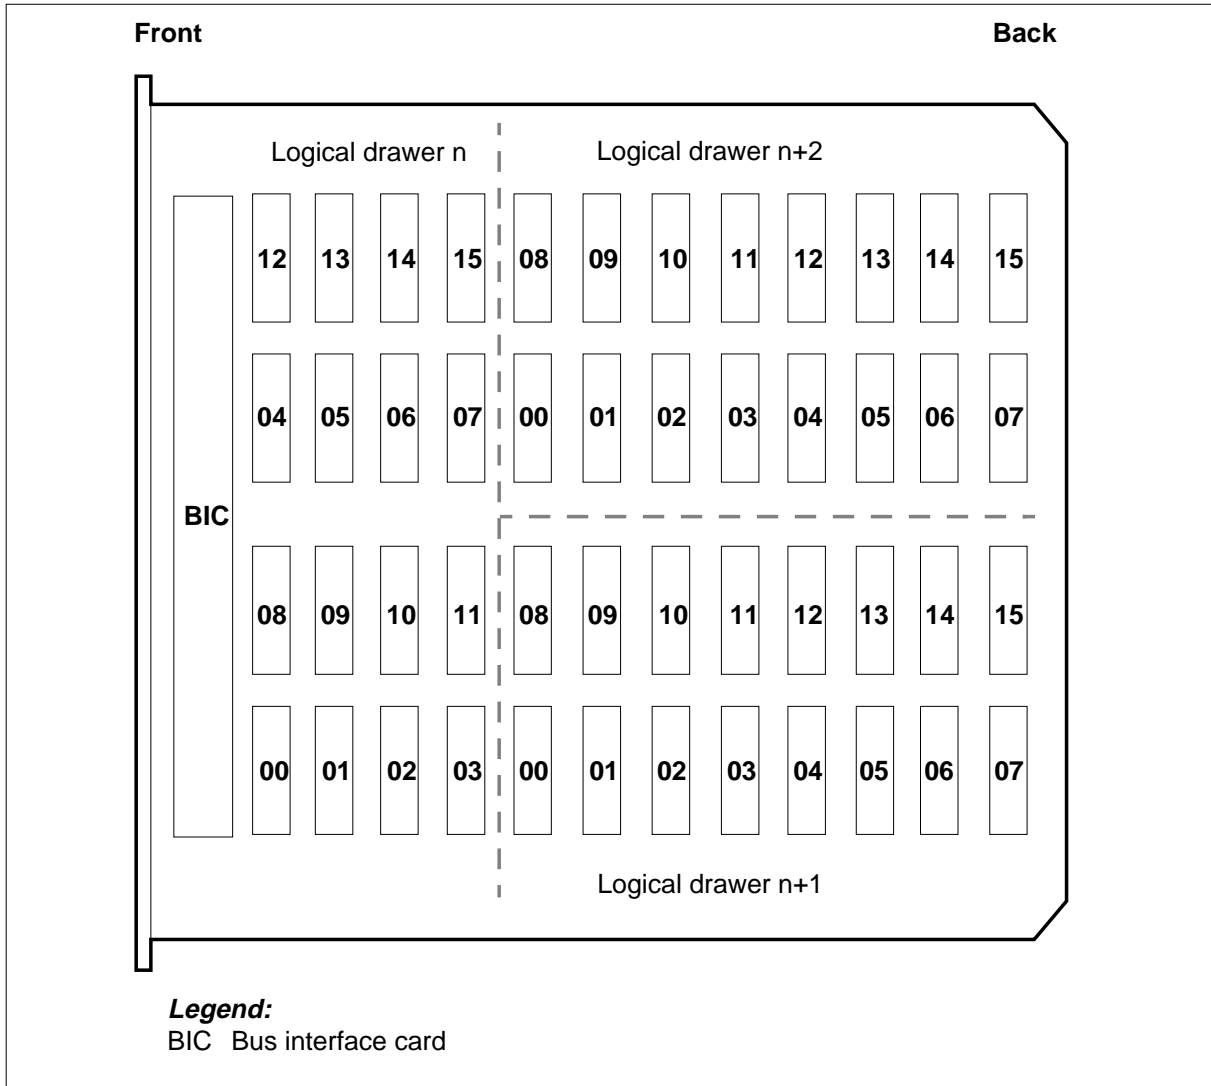 Front Back
Logical drawer n Logical drawer n+2
12 13 14 15 08 09 10 11 12 13 14 15
04 05 06 07 00 01 02 03 04 05 06 07
BIC
08 09 10 11 08 09 10 11 12 13 14 15
00 01 02 03 00 01 02 03 04 05 06 07
Logical drawer n+1
Legend:
BIC Bus interface card